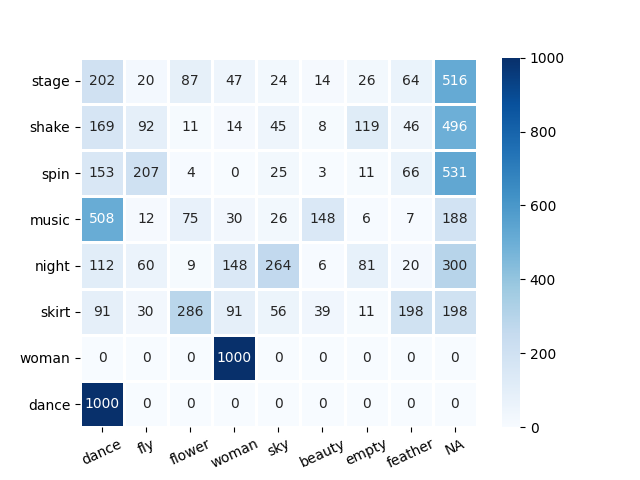 1000
stage 202 20 87 47 24 14 26 64 516
shake 169 92 11 14 45 8 119 46 496
800
spin 153 207 4 0 25 3 11 66 531
600
music 508 12 75 30 26 148 6 7 188
night 112 60 9 148 264 6 81 20 300
400
skirt 91 30 286 91 56 39 11 198 198
200
woman 0 0 0 1000 0 0 0 0 0
dance 1000 0 0 0 0 0 0 0 0
0
dance fly flower woman sky beauty empty feather NA